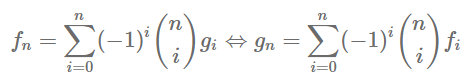 $f_n = \sum_{i=0}^{n} (-1)^i \binom{n}{i} g_i \Leftrightarrow g_n = \sum_{i=0}^{n} (-1)^i \binom{n}{i} f_i$